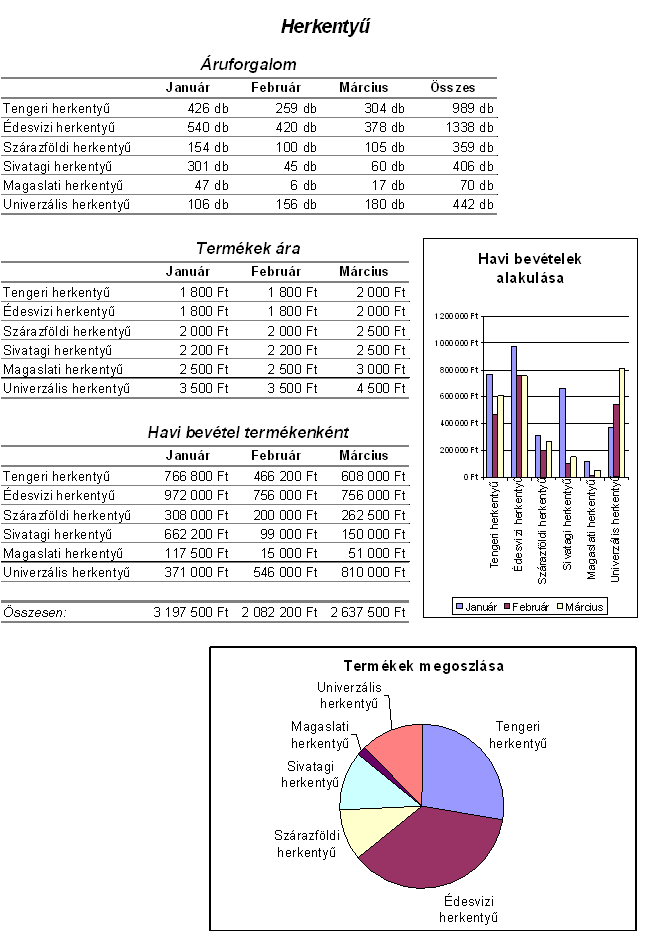 Herkentyű
Áruforgalom
Január Február Március Összes
Tengeri herkentyű 426 db 259 db 304 db 989 db
Édesvizi herkentyű 540 db 420 db 378 db 1338 db
Szárazföldi herkentyű 154 db 100 db 105 db 359 db
Sivatagi herkentyű 301 db 45 db 60 db 406 db
Magaslati herkentyű 47 db 6 db 17 db 70 db
Univerzális herkentyű 106 db 156 db 180 db 442 db
Termékek ára
Január Február Március
Tengeri herkentyű 1 800 Ft 1 800 Ft 2 000 Ft
Édesvizi herkentyű 1 800 Ft 1 800 Ft 2 000 Ft
Szárazföldi herkentyű 2 000 Ft 2 000 Ft 2 500 Ft
Sivatagi herkentyű 2 200 Ft 2 200 Ft 2 500 Ft
Magaslati herkentyű 2 500 Ft 2 500 Ft 3 000 Ft
Univerzális herkentyű 3 500 Ft 3 500 Ft 4 500 Ft
Havi bevétel termékenként
Január Február Március
Tengeri herkentyű 766 800 Ft 466 200 Ft 608 000 Ft
Édesvizi herkentyű 972 000 Ft 756 000 Ft 756 000 Ft
Szárazföldi herkentyű 308 000 Ft 200 000 Ft 262 500 Ft
Sivatagi herkentyű 662 200 Ft 99 000 Ft 150 000 Ft
Magaslati herkentyű 117 500 Ft 15 000 Ft 51 000 Ft
Univerzális herkentyű 371 000 Ft 546 000 Ft 810 000 Ft
Összesen: 3 197 500 Ft 2 082 200 Ft 2 637 500 Ft
Havi bevételek
alakulása
1 200 000 Ft
1 000 000 Ft
800 000 Ft
600 000 Ft
400 000 Ft
200 000 Ft
0 Ft
Tengeri herkentyű
Édesvizi herkentyű
Szárazföldi herkentyű
Sivatagi herkentyű
Magaslati herkentyű
Univerzális herkentyű
Január Február Március
Termékek megoszlása
Univerzális
herkentyű
Tengeri
herkentyű
Magaslati
herkentyű
Sivatagi
herkentyű
Szárazföldi
herkentyű
Édesvizi
herkentyű